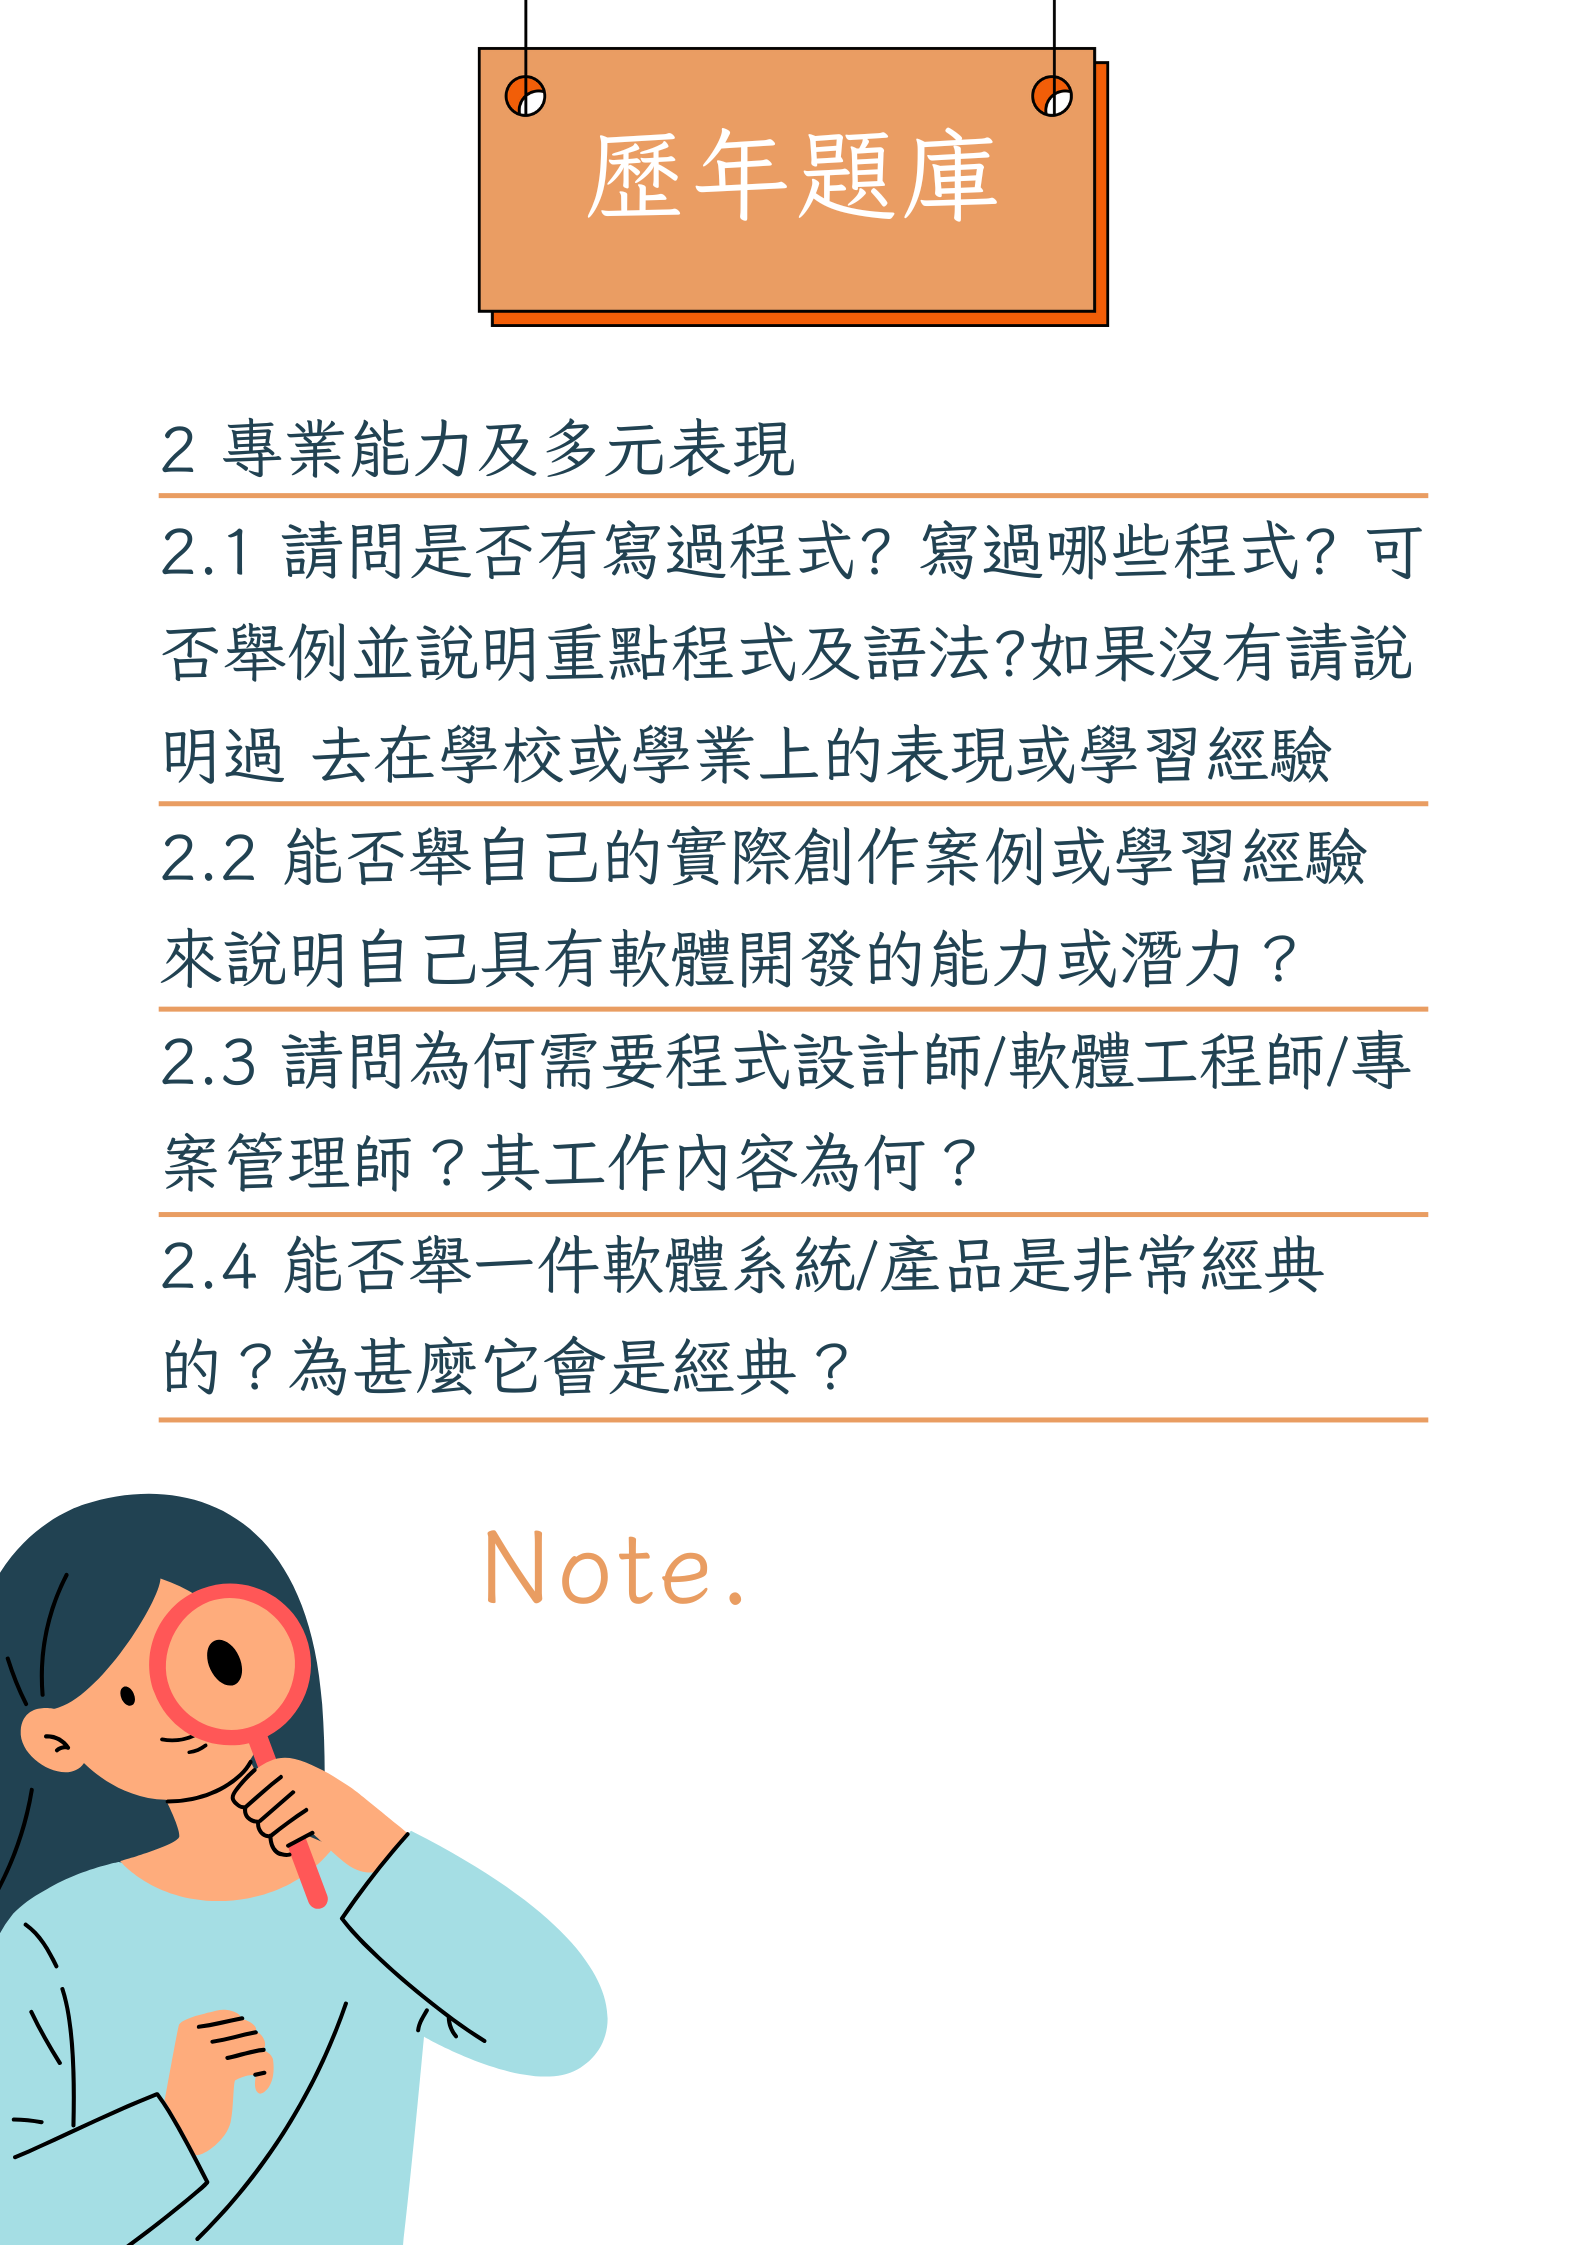 歷年題庫
2 專業能力及多元表現
2.1 請問是否有寫過程式? 寫過哪些程式? 可
否舉例並說明重點程式及語法?如果沒有請說
明過 去在學校或學業上的表現或學習經驗
2.2 能否舉自己的實際創作案例或學習經驗
來說明自己具有軟體開發的能力或潛力？
2.3 請問為何需要程式設計師/軟體工程師/專
案管理師？其工作內容為何？
2.4 能否舉一件軟體系統/產品是非常經典
的？為甚麼它會是經典？
Note.